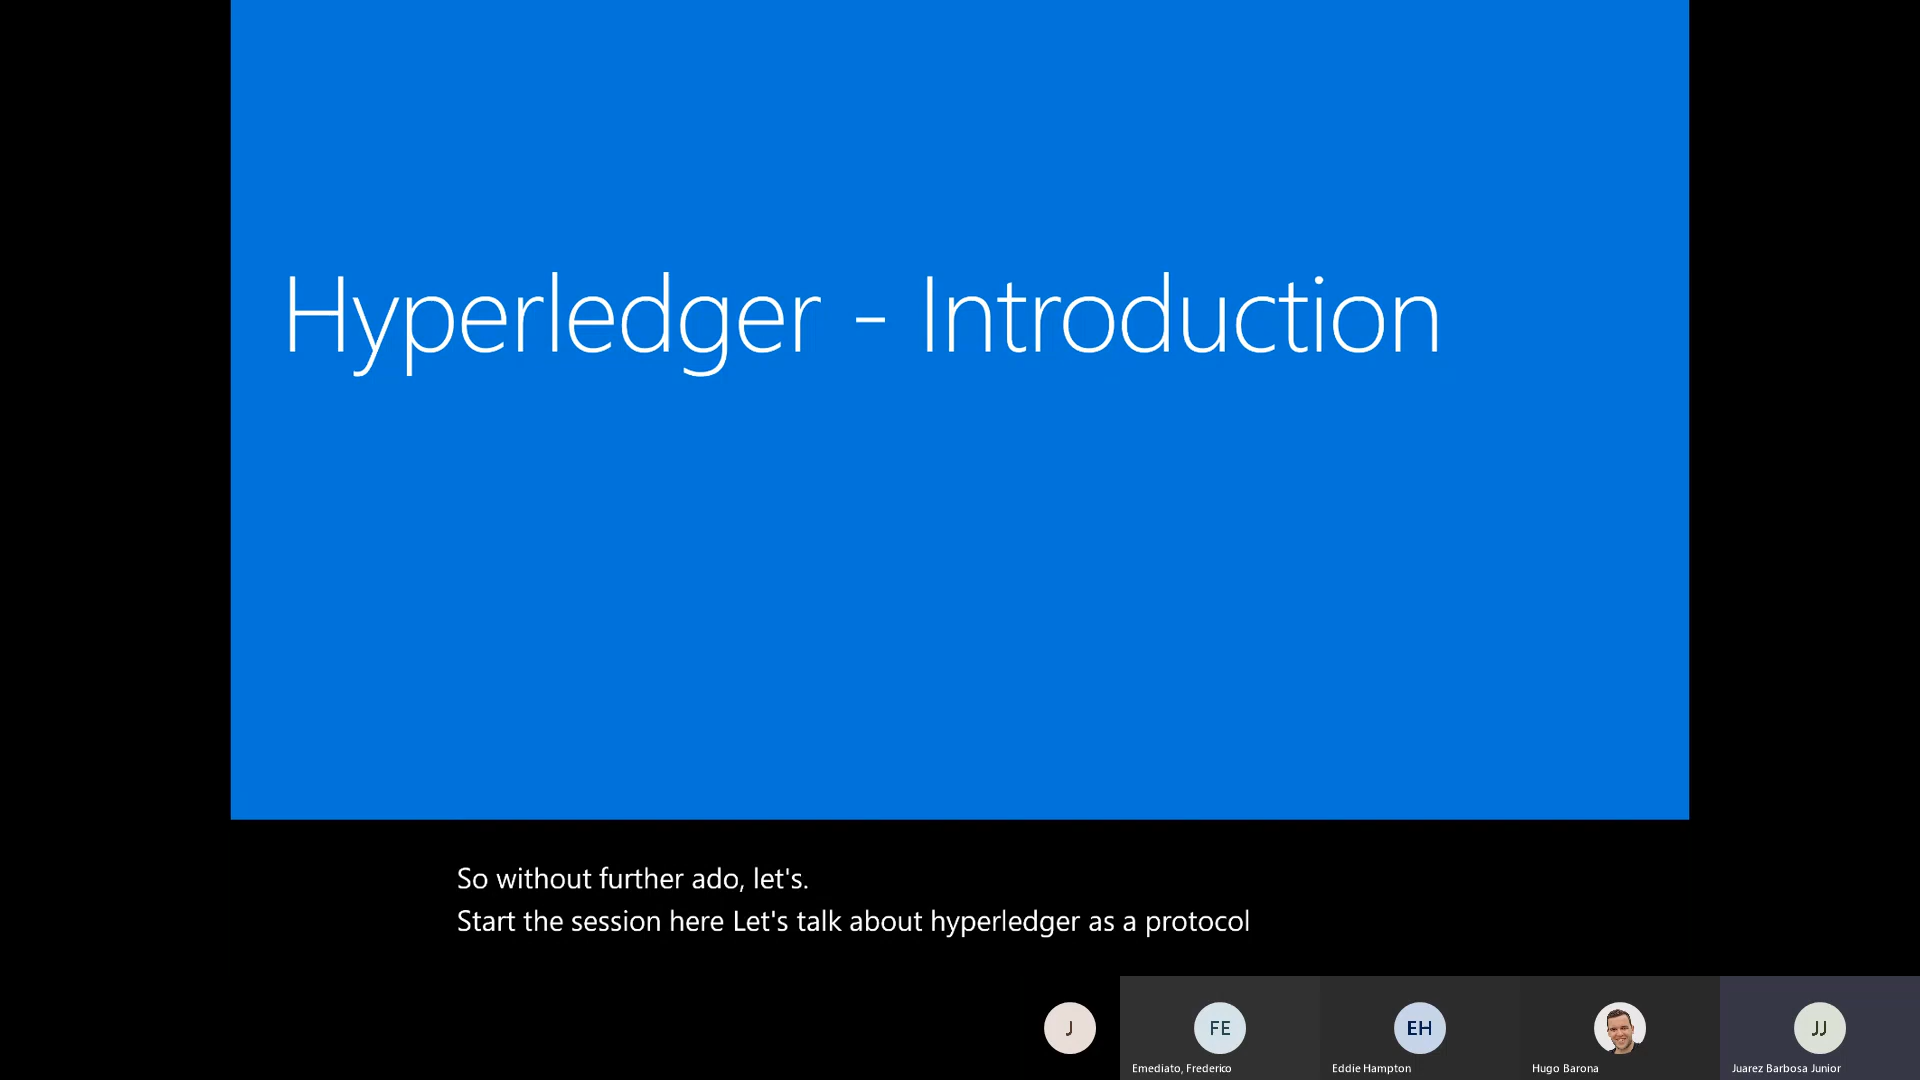 Hyperledger - Introduction
So without further ado, let's.
Start the session here Let's talk about hyperledger as a protocol
J
FE
EH
JJ
Emediato, Frederico
Eddie Hampton
Hugo Barona
Juarez Barbosa Junior